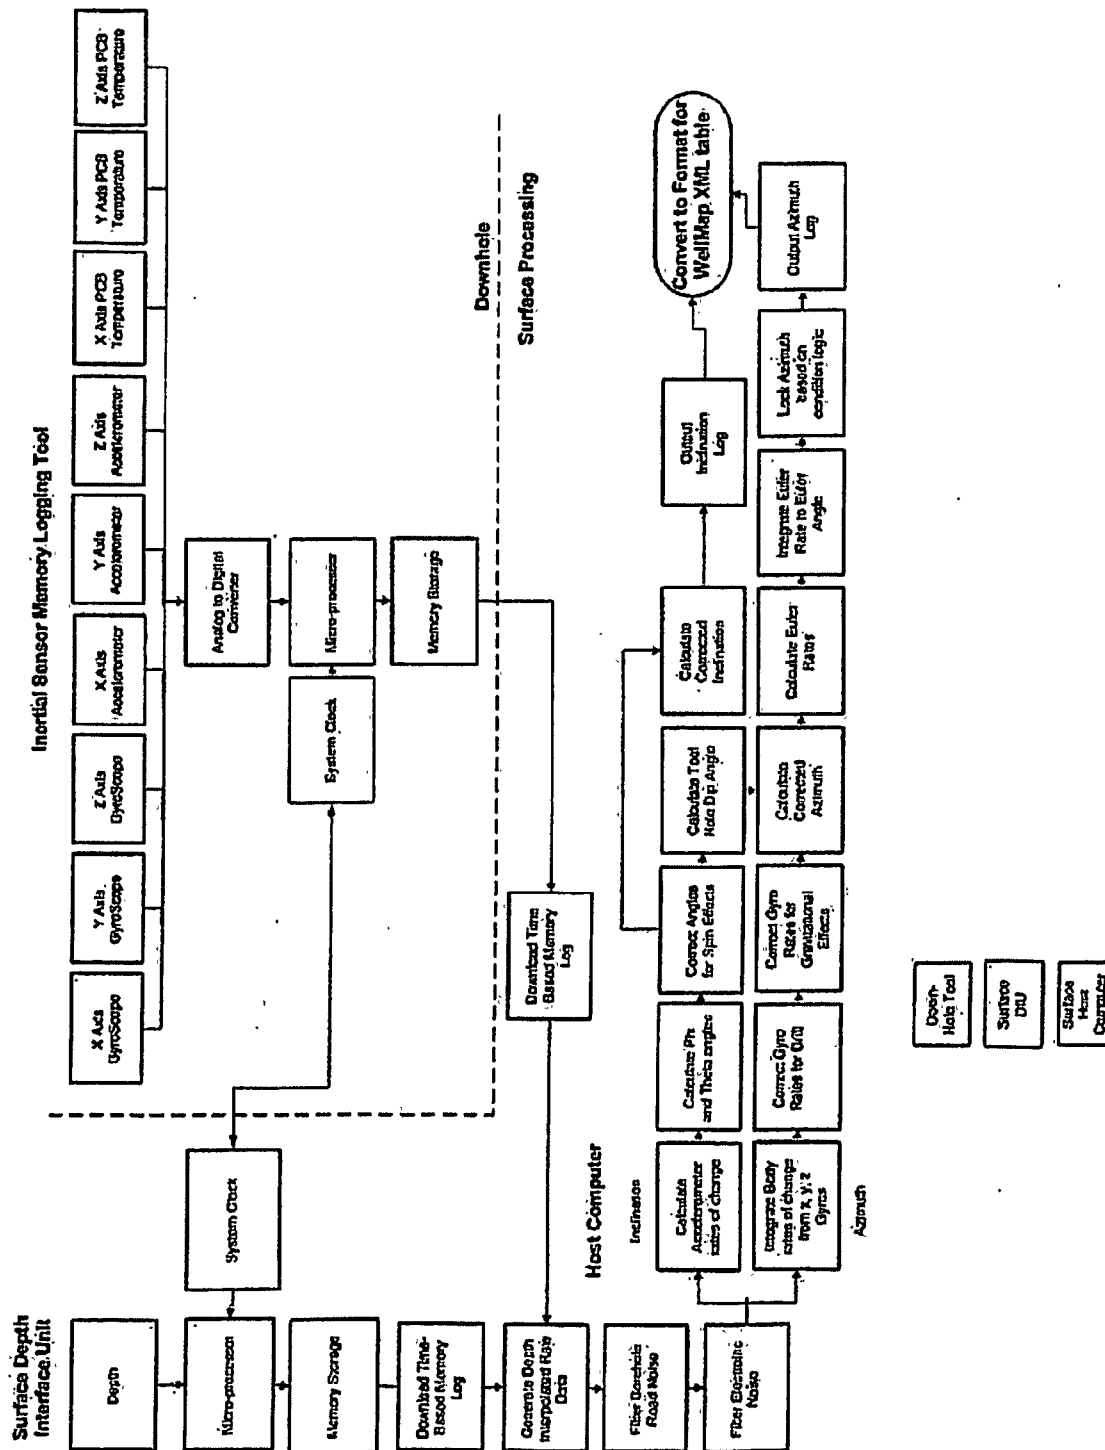 Inertial Sensor Memory Logging Tool
X Axis
GyroScope
Y Axis
GyroScope
Z Axis
GyroScope
X Axis
Accelerometer
Y Axis
Accelerometer
Z Axis
Accelerometer
X Axis PCB
Temperature
Y Axis PCB
Temperature
Z Axis PCB
Temperature
Analog to Digital
Converter
System Clock
Micro-processer
Memory Storage
Downhole
Surface Processing
Surface Depth
Interface Unit
Depth
System Clock
Micro-processer
Memory Storage
Download Time-
Based Memory
Log
Download Time
Based Memory
Log
Generate Depth
Interpolated Raw
Data
Filter Borehole
Road Noise
Filter Electronic
Noise
Host Computer
Inclination
Calculate
Accelerometer
rates of change
Calculate Phi
and Theta angles
Correct Angles
for Spin Effects
Calculate Tool
Hole Dip Angle
Calculate
Corrected
Inclination
Output
Inclination
Log
Convert to Format for
WellMap XML table
Integrate Body
rates of change
from x, y, z
Gyros
Correct Gyro
Rates for
Correct Gyro
Rates for
Gravitational
Effects
Calculate
Corrected
Azimuth
Calculate Euler
Rates
Integrate Euler
Rate to Euler
Angle
Lock Azimuth
based on
condition logic
Output Azimuth
Log
Azimuth
Down-
Hole Tool
Surface
DIU
Surface
Host
Computer